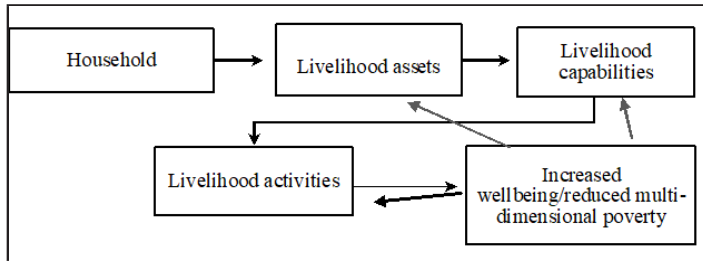 Household
Livelihood assets
Livelihood
capabilities
Livelihood activities
Increased
wellbeing/reduced multi-
dimensional poverty